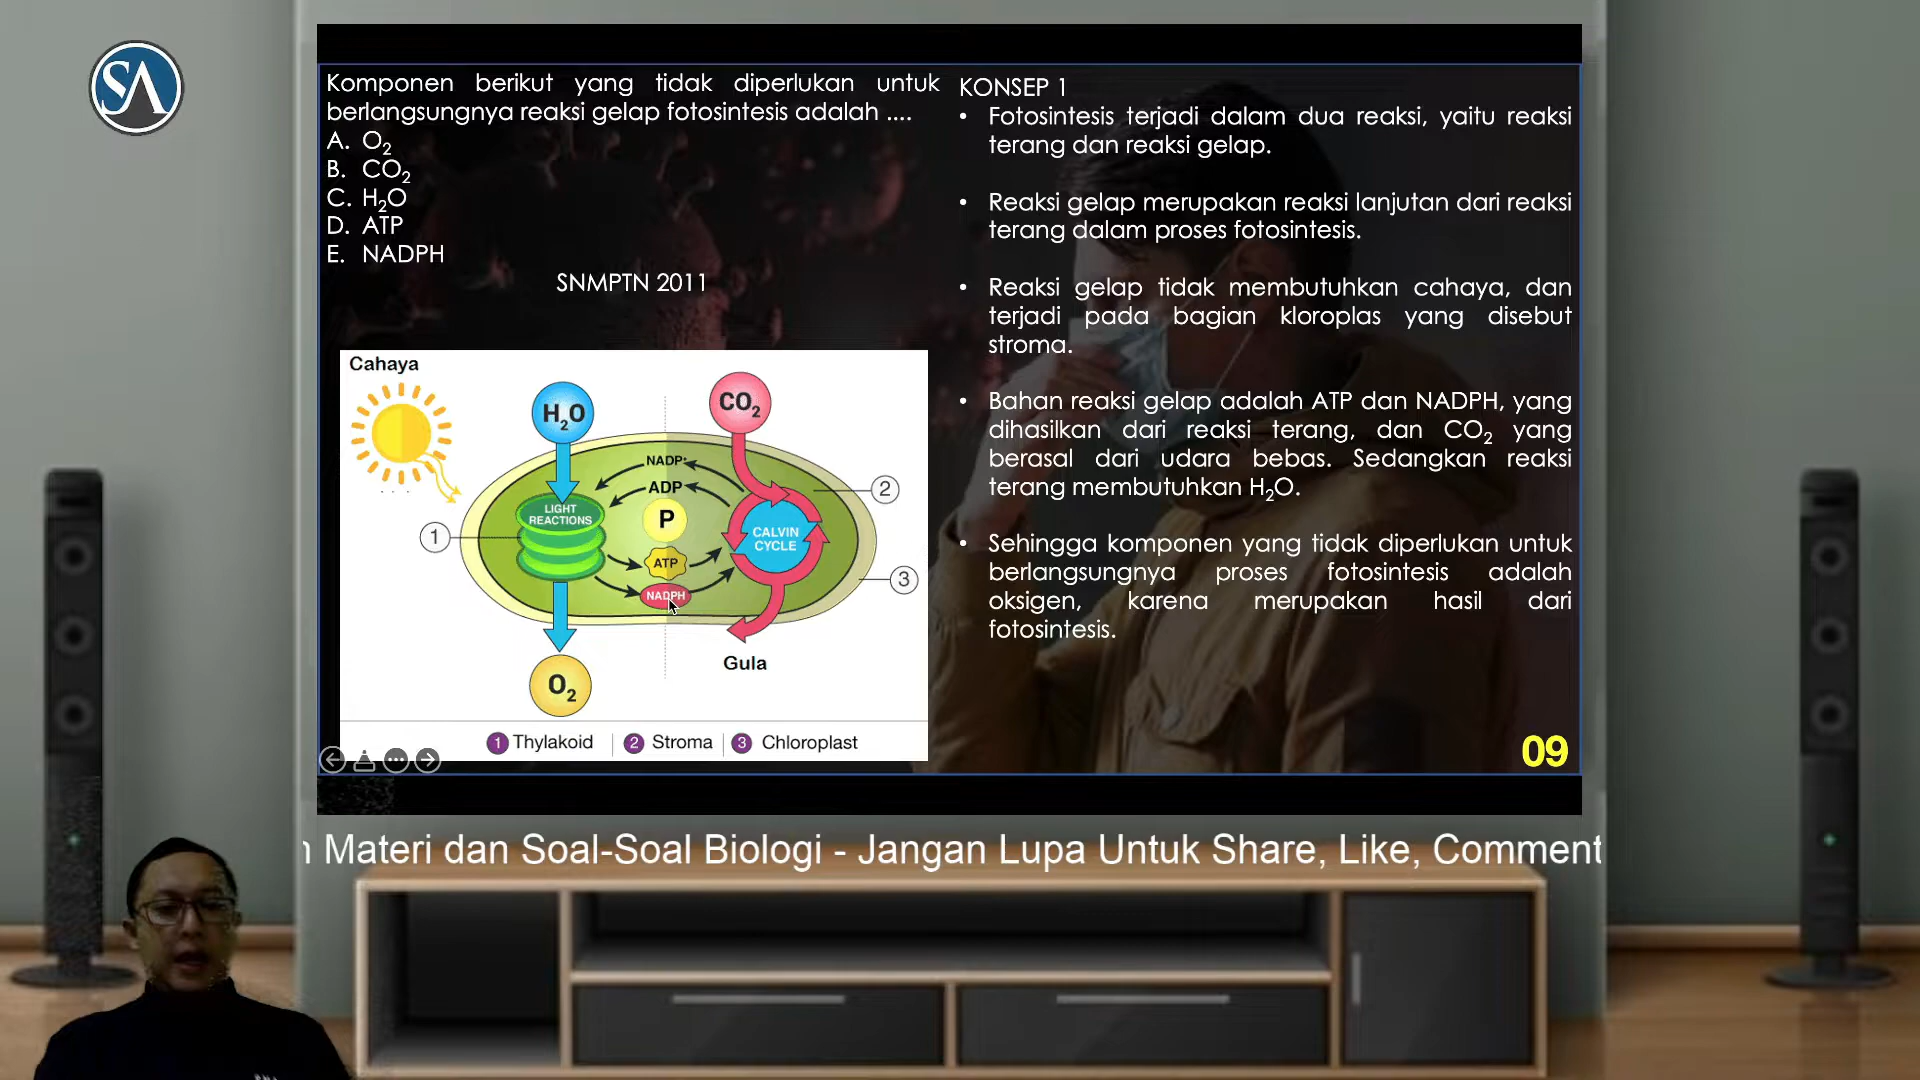 SA
Komponen berikut yang tidak diperlukan untuk
berlangsungnya reaksi gelap fotosintesis adalah ....
A. O₂
B. CO₂
C. H₂O
D. ATP
E. NADPH
SNMPTN 2011
Cahaya
H₂O
CO₂
NADP⁺
ADP
P
LIGHT
REACTIONS
CALVIN
CYCLE
ATP
NADPH
1
2
3
Gula
O₂
1 Thylakoid
2 Stroma
3 Chloroplast
KONSEP 1
• Fotosintesis terjadi dalam dua reaksi, yaitu reaksi
terang dan reaksi gelap.
• Reaksi gelap merupakan reaksi lanjutan dari reaksi
terang dalam proses fotosintesis.
• Reaksi gelap tidak membutuhkan cahaya, dan
terjadi pada bagian kloroplas yang disebut
stroma.
• Bahan reaksi gelap adalah ATP dan NADPH, yang
dihasilkan dari reaksi terang, dan CO₂ yang
berasal dari udara bebas. Sedangkan reaksi
terang membutuhkan H₂O.
• Sehingga komponen yang tidak diperlukan untuk
berlangsungnya proses fotosintesis adalah
oksigen, karena merupakan hasil dari
fotosintesis.
09
Materi dan Soal-Soal Biologi - Jangan Lupa Untuk Share, Like, Comment